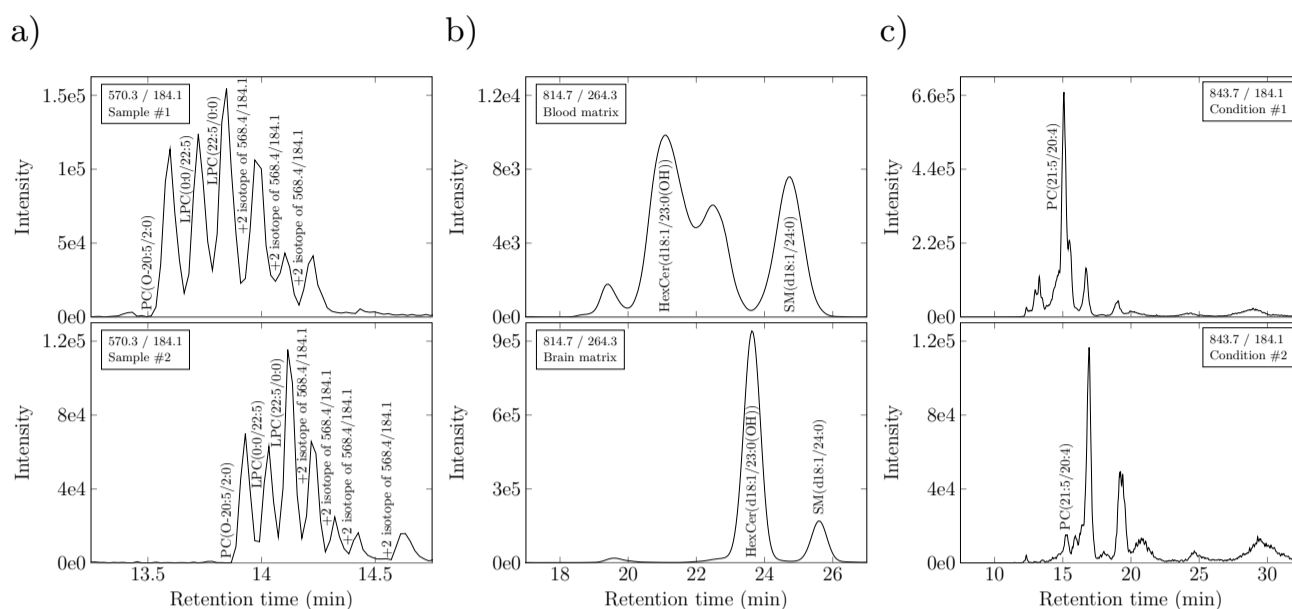 a)
570.3 / 184.1
Sample #1
1.5e5
1e5
5e4
0e0
Intensity
PC(O-20:5/2:0)
LPC(0:0/22:5)
LPC(22:5/0:0)
+2 isotope of 568.4/184.1
+2 isotope of 568.4/184.1
+2 isotope of 568.4/184.1
570.3 / 184.1
Sample #2
1.2e5
8e4
4e4
0e0
Intensity
PC(O-20:5/2:0)
LPC(0:0/22:5)
LPC(22:5/0:0)
+2 isotope of 568.4/184.1
+2 isotope of 568.4/184.1
+2 isotope of 568.4/184.1
+2 isotope of 568.4/184.1
13.5 14 14.5
Retention time (min)
b)
814.7 / 264.3
Blood matrix
1.2e4
8e3
4e3
0e0
Intensity
HexCer(d18:1/23:0(OH))
SM(d18:1/24:0)
814.7 / 264.3
Brain matrix
9e5
6e5
3e5
0e0
Intensity
HexCer(d18:1/23:0(OH))
SM(d18:1/24:0)
18 20 22 24 26
Retention time (min)
c)
843.7 / 184.1
Condition #1
6.6e5
4.4e5
2.2e5
0e0
Intensity
PC(21:5/20:4)
843.7 / 184.1
Condition #2
1.2e5
8e4
4e4
0e0
Intensity
PC(21:5/20:4)
10 15 20 25 30
Retention time (min)